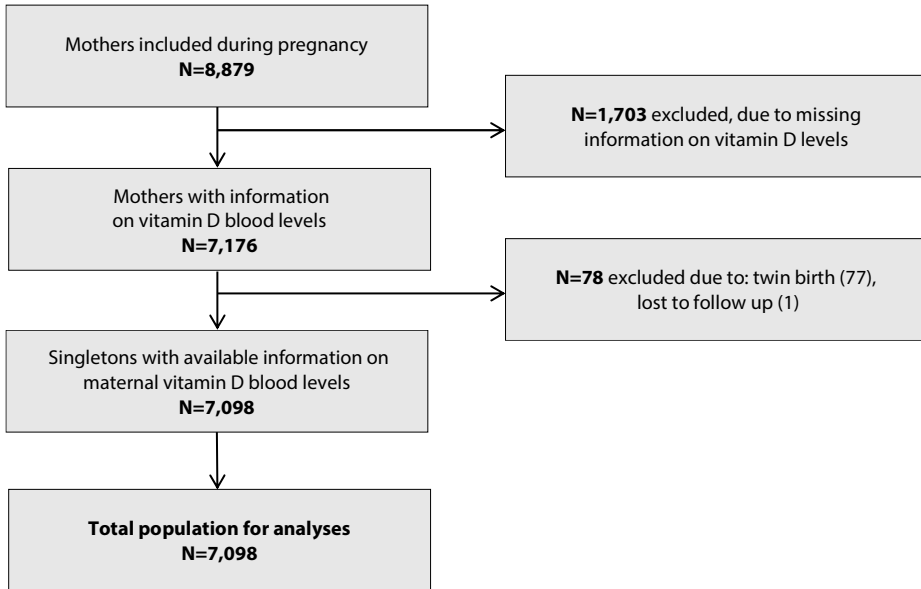 Mothers included during pregnancy
N=8,879
N=1,703 excluded, due to missing
information on vitamin D levels
Mothers with information
on vitamin D blood levels
N=7,176
N=78 excluded due to: twin birth (77),
lost to follow up (1)
Singletons with available information on
maternal vitamin D blood levels
N=7,098
Total population for analyses
N=7,098